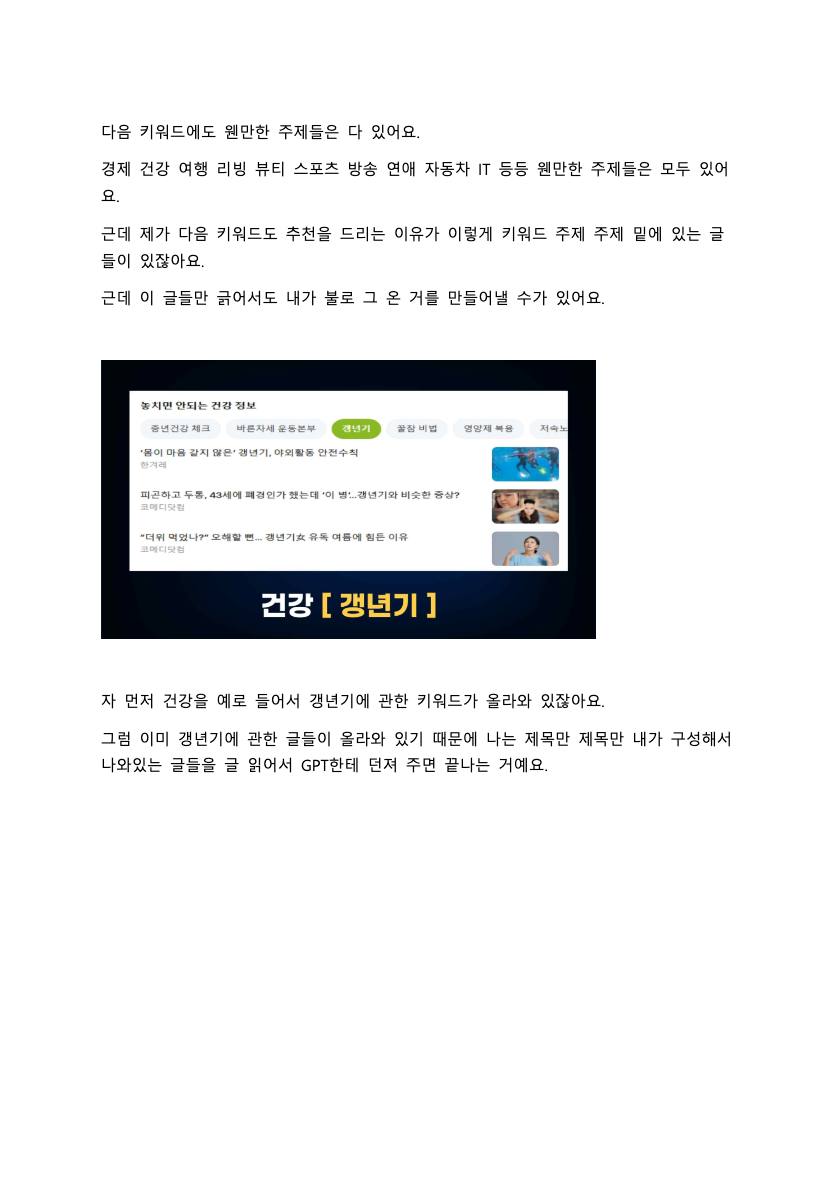 다음 키워드에도 웬만한 주제들은 다 있어요.
경제 건강 여행 리빙 뷰티 스포츠 방송 연애 자동차 IT 등등 웬만한 주제들은 모두 있어
요.
근데 제가 다음 키워드도 추천을 드리는 이유가 이렇게 키워드 주제 주제 밑에 있는 글
들이 있잖아요.
근데 이 글들만 긁어서도 내가 불로 그 온 거를 만들어낼 수가 있어요.
놓치면 안되는 건강 정보
중년건강 체크 바른자세 운동본부 갱년기 꿀잠 비법 영양제 복용 저속노
'몸이 마음 같지 않은' 갱년기, 야외활동 안전수칙
한겨레
피곤하고 두통, 43세에 폐경인가 했는데 '이 병'...갱년기와 비슷한 증상?
코메디닷컴
"더위 먹었나?" 오해할 뻔... 갱년기女 유독 여름에 힘든 이유
코메디닷컴
건강 [ 갱년기 ]
자 먼저 건강을 예로 들어서 갱년기에 관한 키워드가 올라와 있잖아요.
그럼 이미 갱년기에 관한 글들이 올라와 있기 때문에 나는 제목만 제목만 내가 구성해서
나와있는 글들을 글 읽어서 GPT한테 던져 주면 끝나는 거예요.